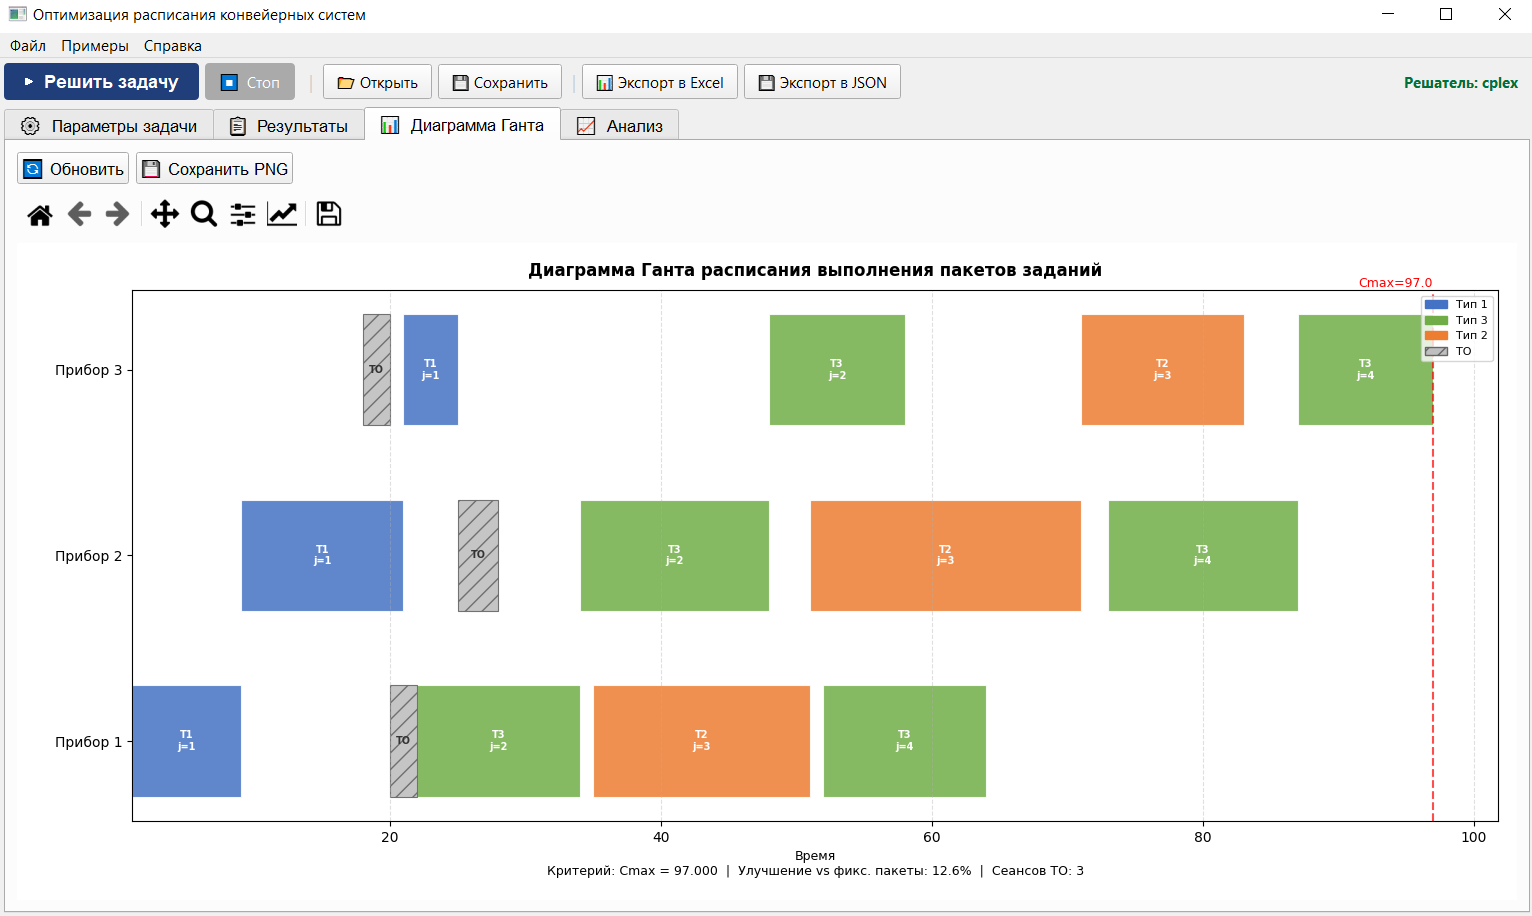 Оптимизация расписания конвейерных систем
Файл Примеры Справка
Решить задачу Стоп Открыть Сохранить Экспорт в Excel Экспорт в JSON Решатель: cplex
Параметры задачи Результаты Диаграмма Ганта Анализ
Обновить Сохранить PNG
Диаграмма Ганта расписания выполнения пакетов заданий
Cmax=97.0
Тип 1
Тип 3
Тип 2
ТО
Прибор 3
ТО
T1
j=1
T3
j=2
T2
j=3
T3
j=4
Прибор 2
T1
j=1
ТО
T3
j=2
T2
j=3
T3
j=4
Прибор 1
T1
j=1
ТО
T3
j=2
T2
j=3
T3
j=4
20 40 60 80 100
Время
Критерий: Cmax = 97.000 | Улучшение vs фикс. пакеты: 12.6% | Сеансов ТО: 3